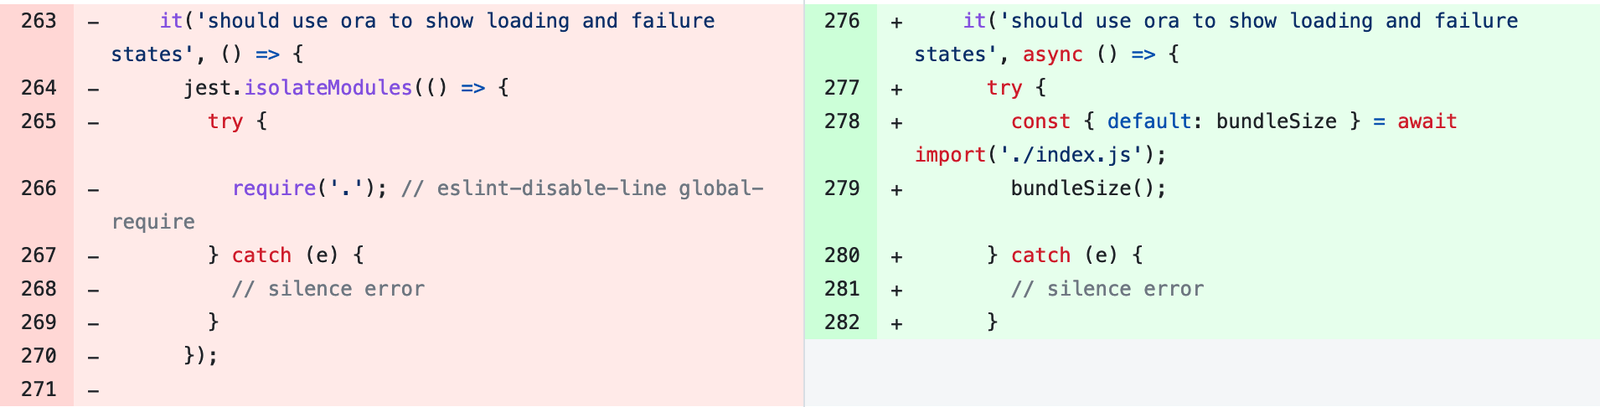 263 – it('should use ora to show loading and failure
states', () => {
264 – jest.isolateModules(() => {
265 – try {
266 – require('.'); // eslint-disable-line global-
require
267 – } catch (e) {
268 – // silence error
269 – }
270 – });
271 –
276 + it('should use ora to show loading and failure
states', async () => {
277 + try {
278 + const { default: bundleSize } = await
import('./index.js');
279 + bundleSize();
280 + } catch (e) {
281 + // silence error
282 + }